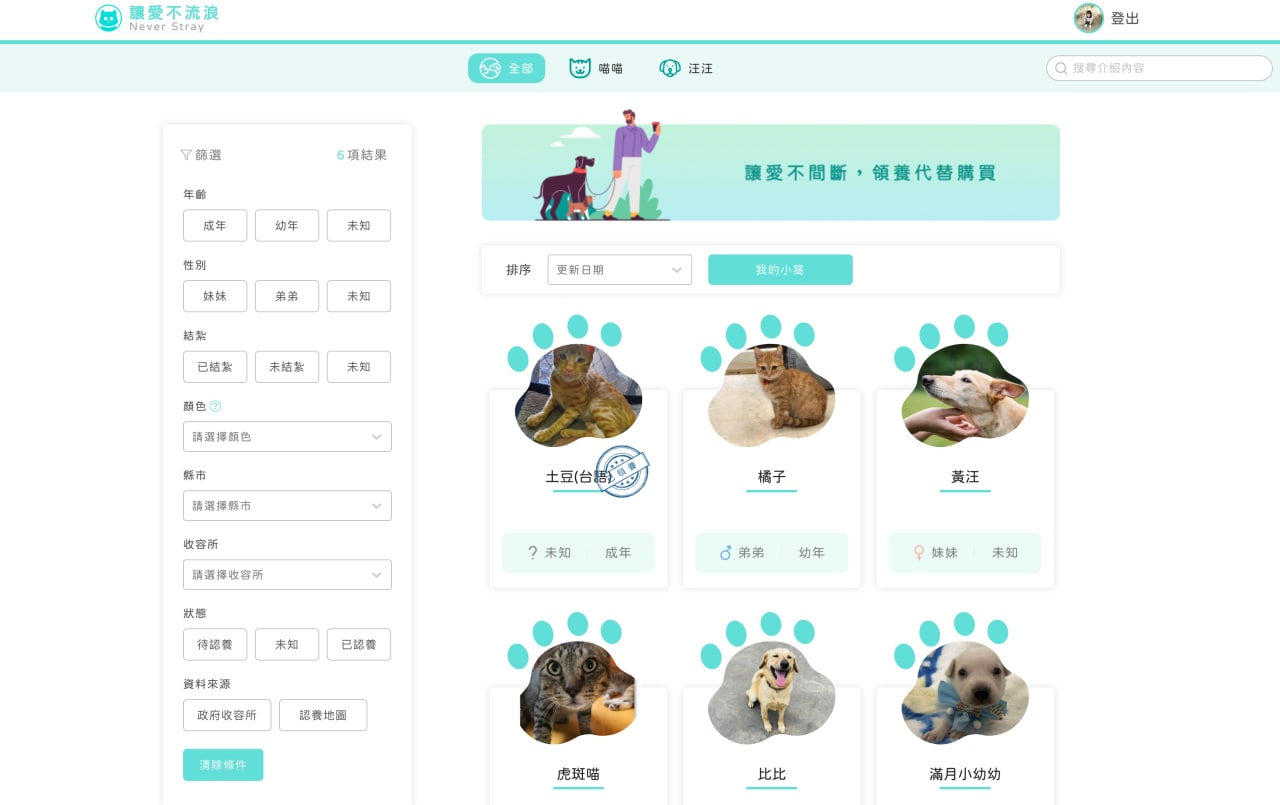 讓愛不流浪
Never Stray
登出
全部
喵喵
汪汪
搜尋介紹內容
篩選
6項結果
年齡
成年
幼年
未知
性別
妹妹
弟弟
未知
結紮
已結紮
未結紮
未知
顏色
請選擇顏色
縣市
請選擇縣市
收容所
請選擇收容所
狀態
待認養
未知
已認養
資料來源
政府收容所
認養地圖
清除條件
讓愛不間斷，領養代替購買
排序
更新日期
我的小窩
土豆(台語)
? 未知
成年
橘子
弟弟
幼年
黃汪
妹妹
未知
虎斑喵
比比
滿月小幼幼